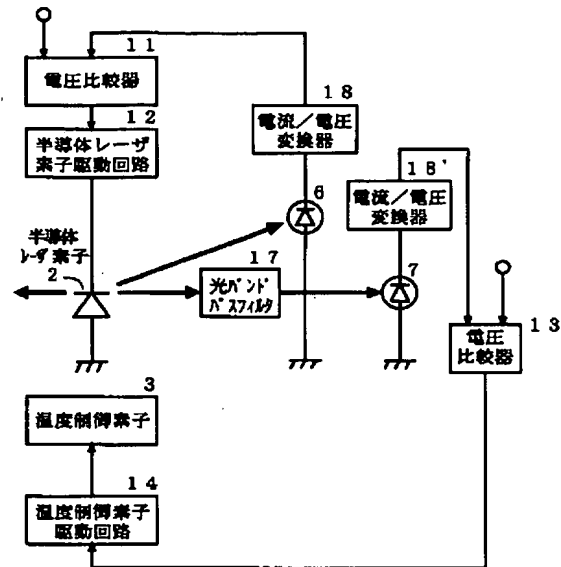 11
電圧比較器
12
半導体レーザ
素子駆動回路
18
電流/電圧
変換器
18'
電流/電圧
変換器
6
半導体
レーザ素子
2
17
光バンド
パスフィルタ
7
13
電圧
比較器
3
温度制御素子
14
温度制御素子
駆動回路